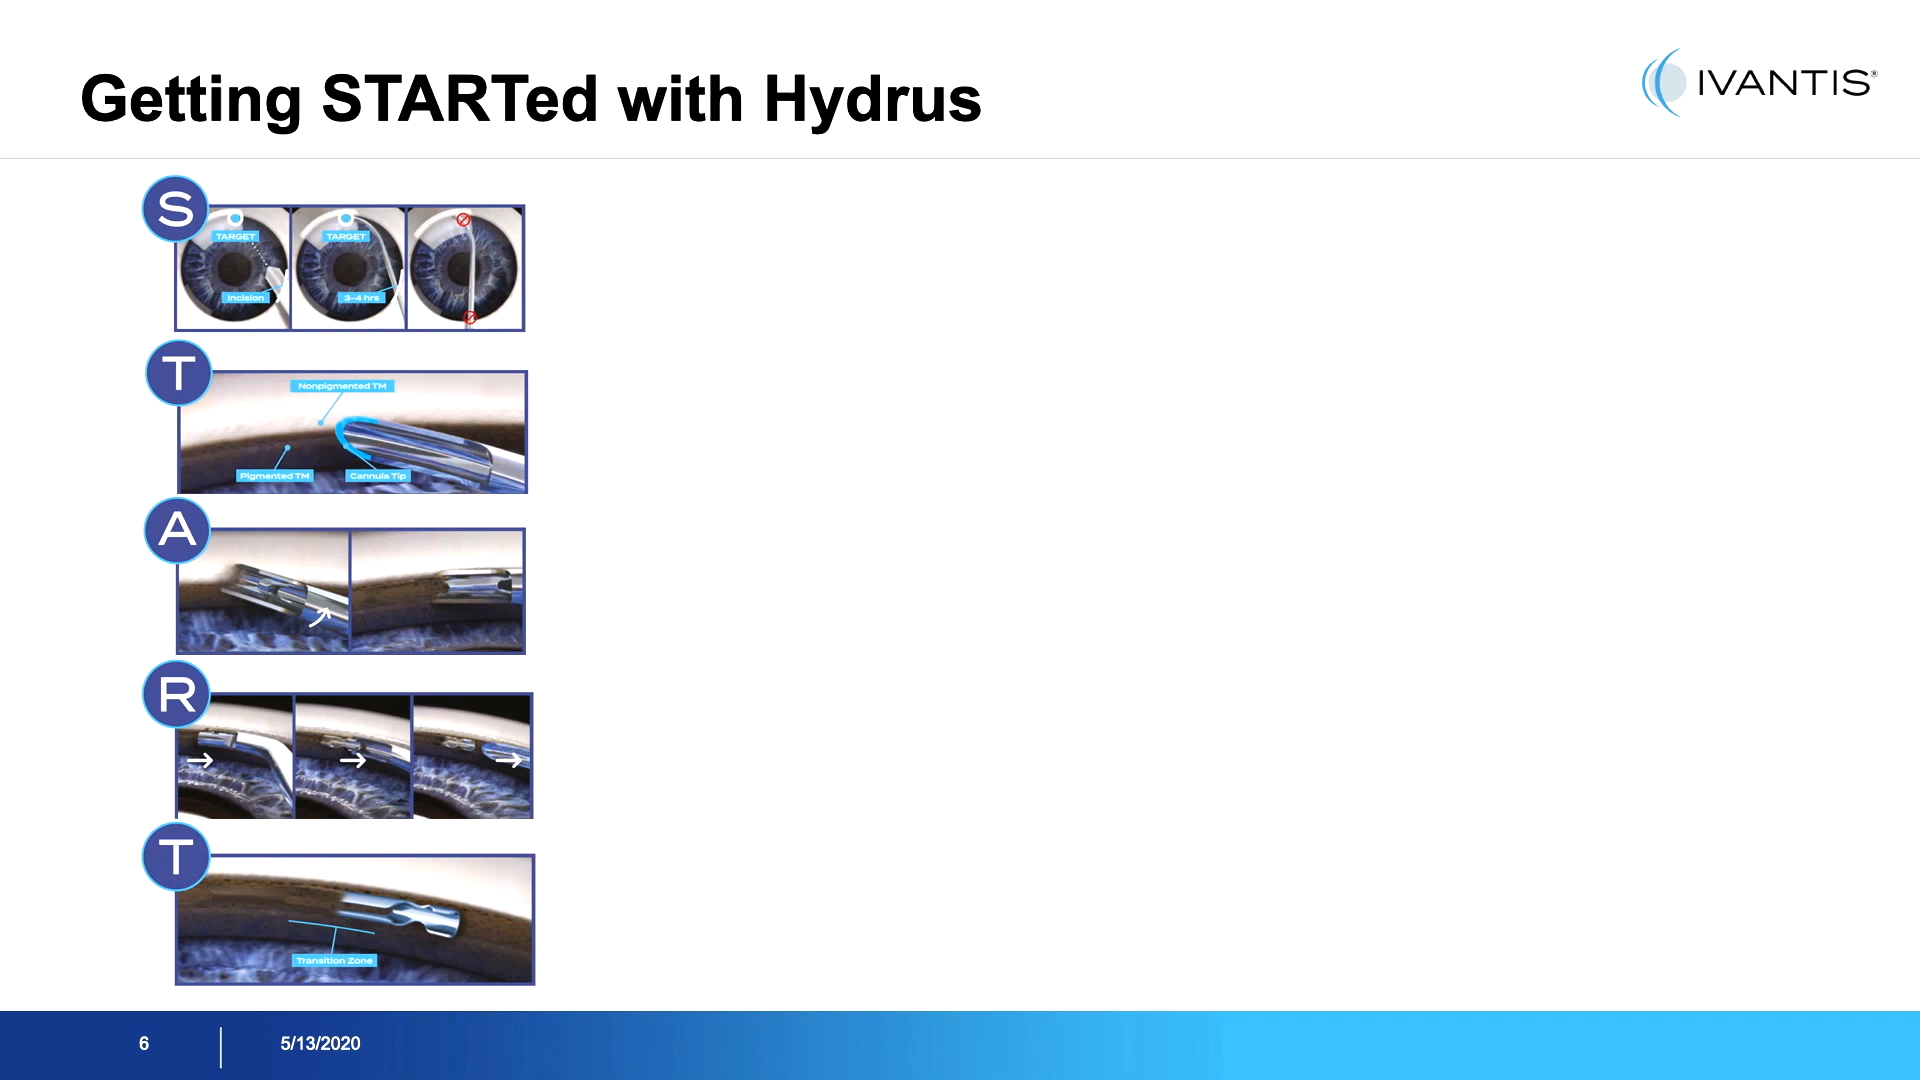 Getting STARTed with Hydrus
IVANTIS®
S
TARGET
TARGET
Incision
3-4 hrs
T
Nonpigmented TM
Pigmented TM
Cannula Tip
A
R
T
Transition Zone
6
5/13/2020